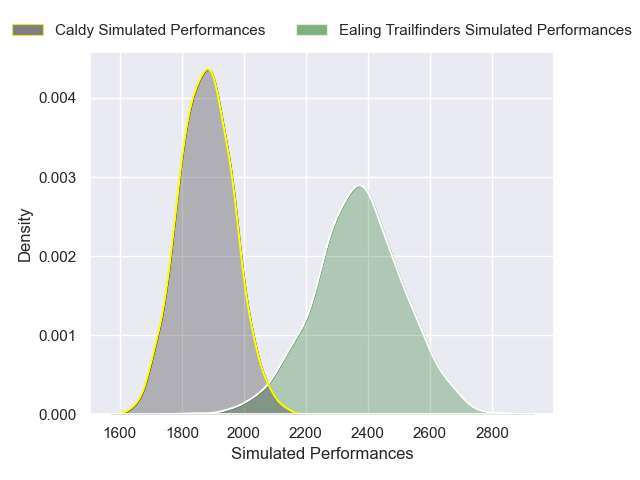 Caldy Simulated Performances Ealing Trailfinders Simulated Performances
0.004
0.003
0.002
0.001
0.000
Density
1600 1800 2000 2200 2400 2600 2800
Simulated Performances